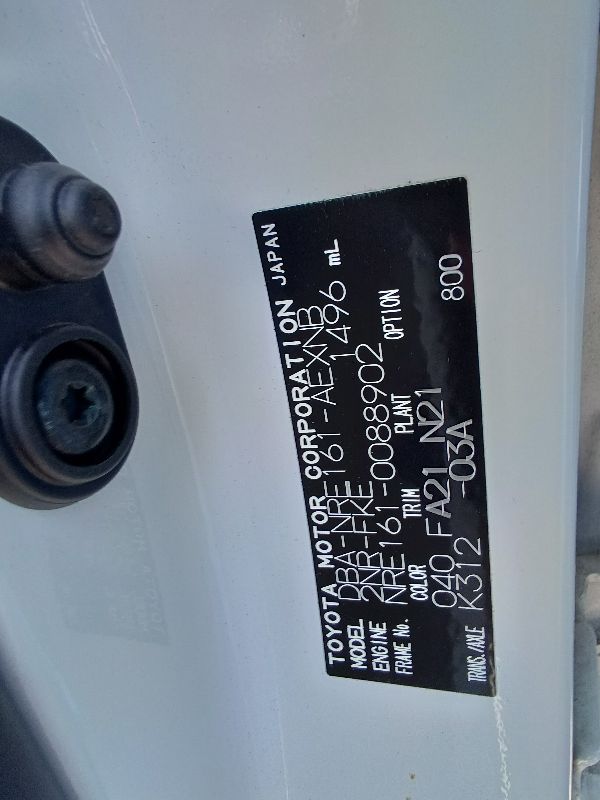 TOYOTA MOTOR CORPORATION JAPAN
MODEL DBA-NRE161-AEXNB
ENGINE 2NR-FKE 1496 mL
FRAME No. NRE161-0088902
COLOR TRIM PLANT OPTION
040 FA21 N21
TRANS./AXLE K312 -03A 800